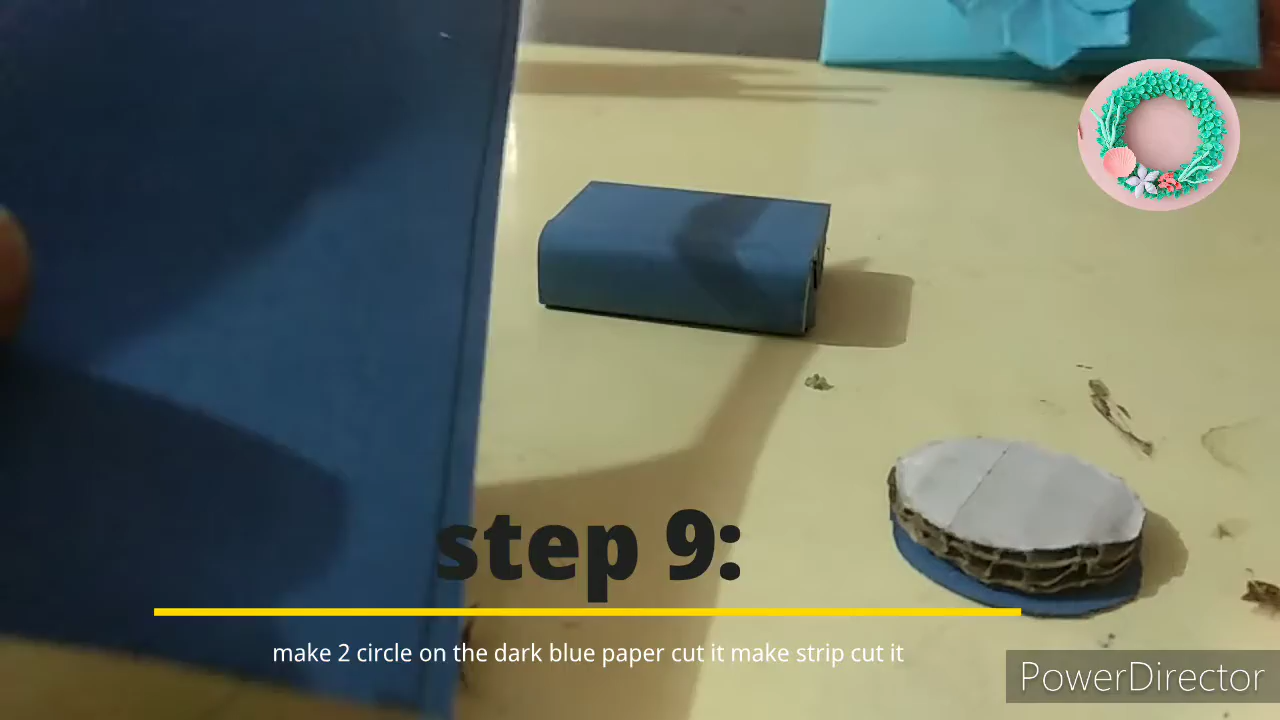 step 9:
make 2 circle on the dark blue paper cut it make strip cut it
PowerDirector